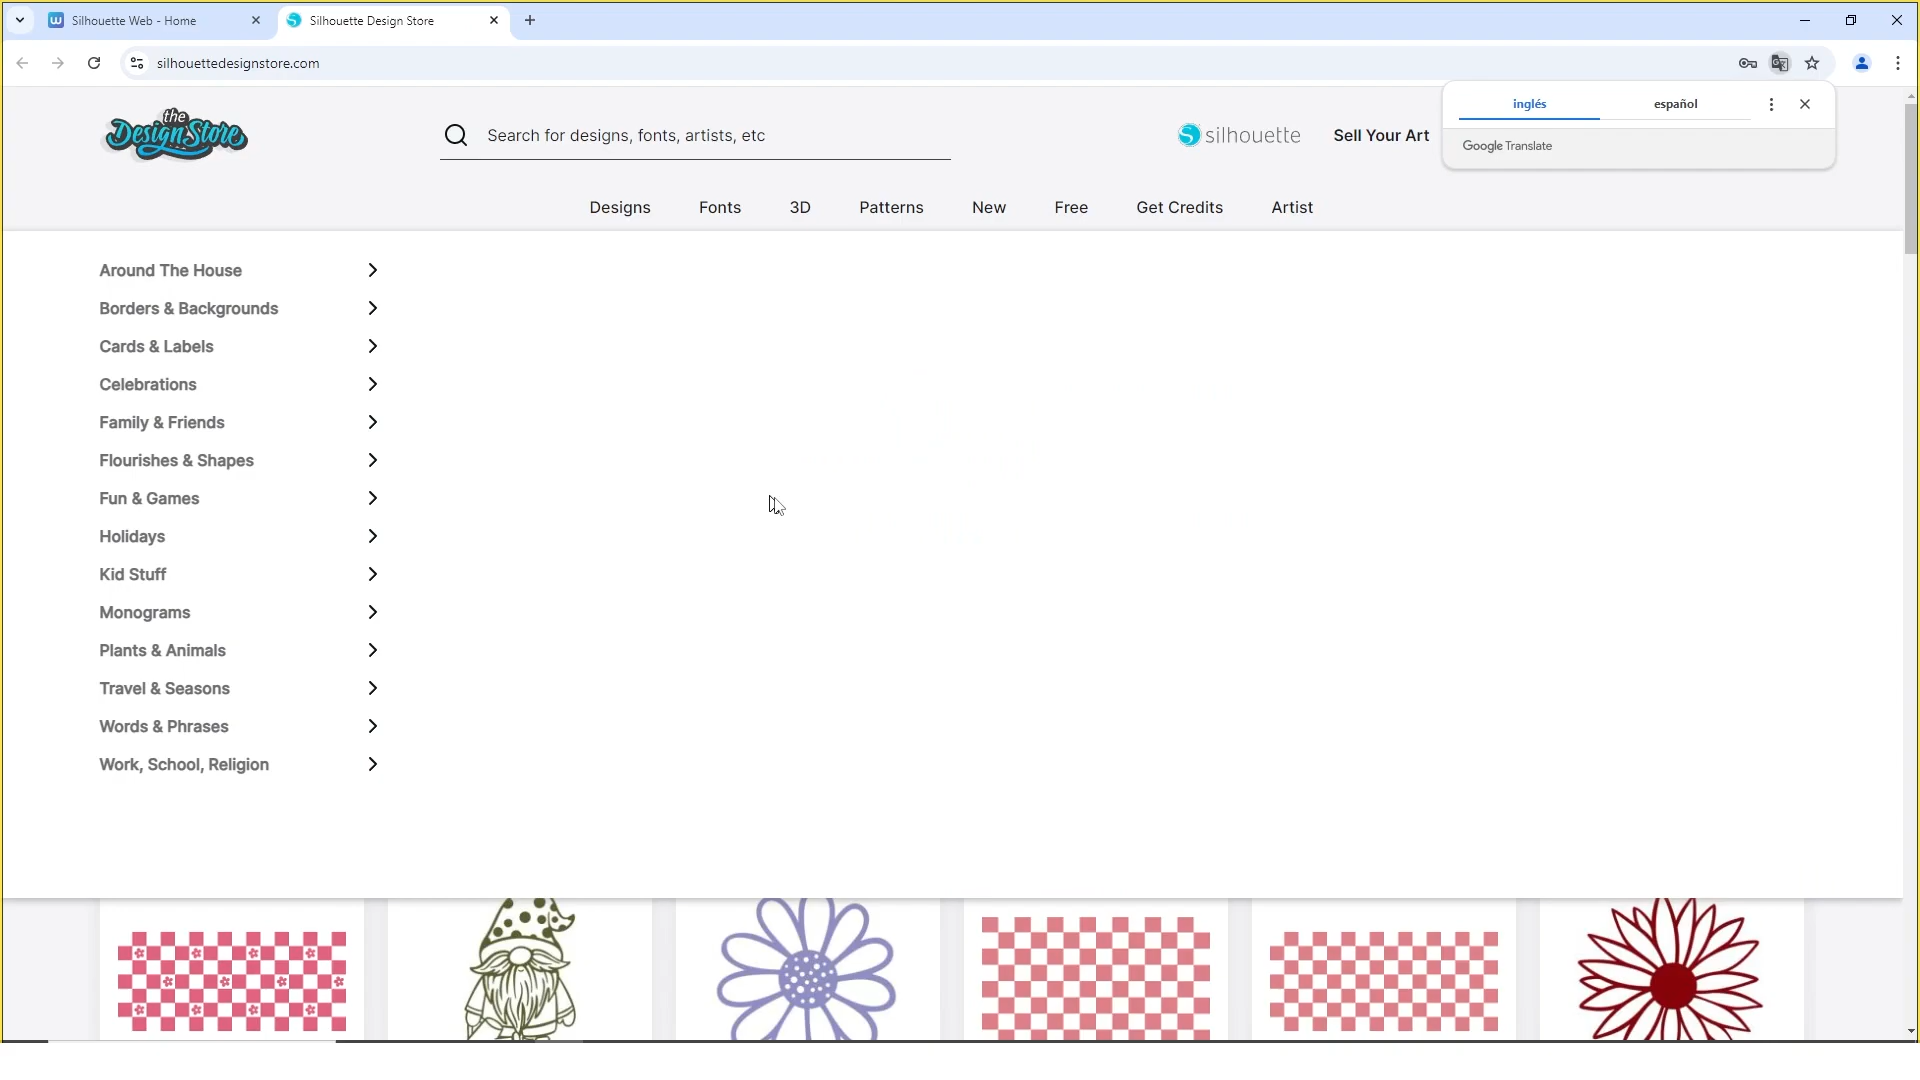 Silhouette Web - Home
Silhouette Design Store
silhouettedesignstore.com
inglés español
Google Translate
the
Design Store
Search for designs, fonts, artists, etc
silhouette
Sell Your Art
Designs Fonts 3D Patterns New Free Get Credits Artist
Around The House
Borders & Backgrounds
Cards & Labels
Celebrations
Family & Friends
Flourishes & Shapes
Fun & Games
Holidays
Kid Stuff
Monograms
Plants & Animals
Travel & Seasons
Words & Phrases
Work, School, Religion